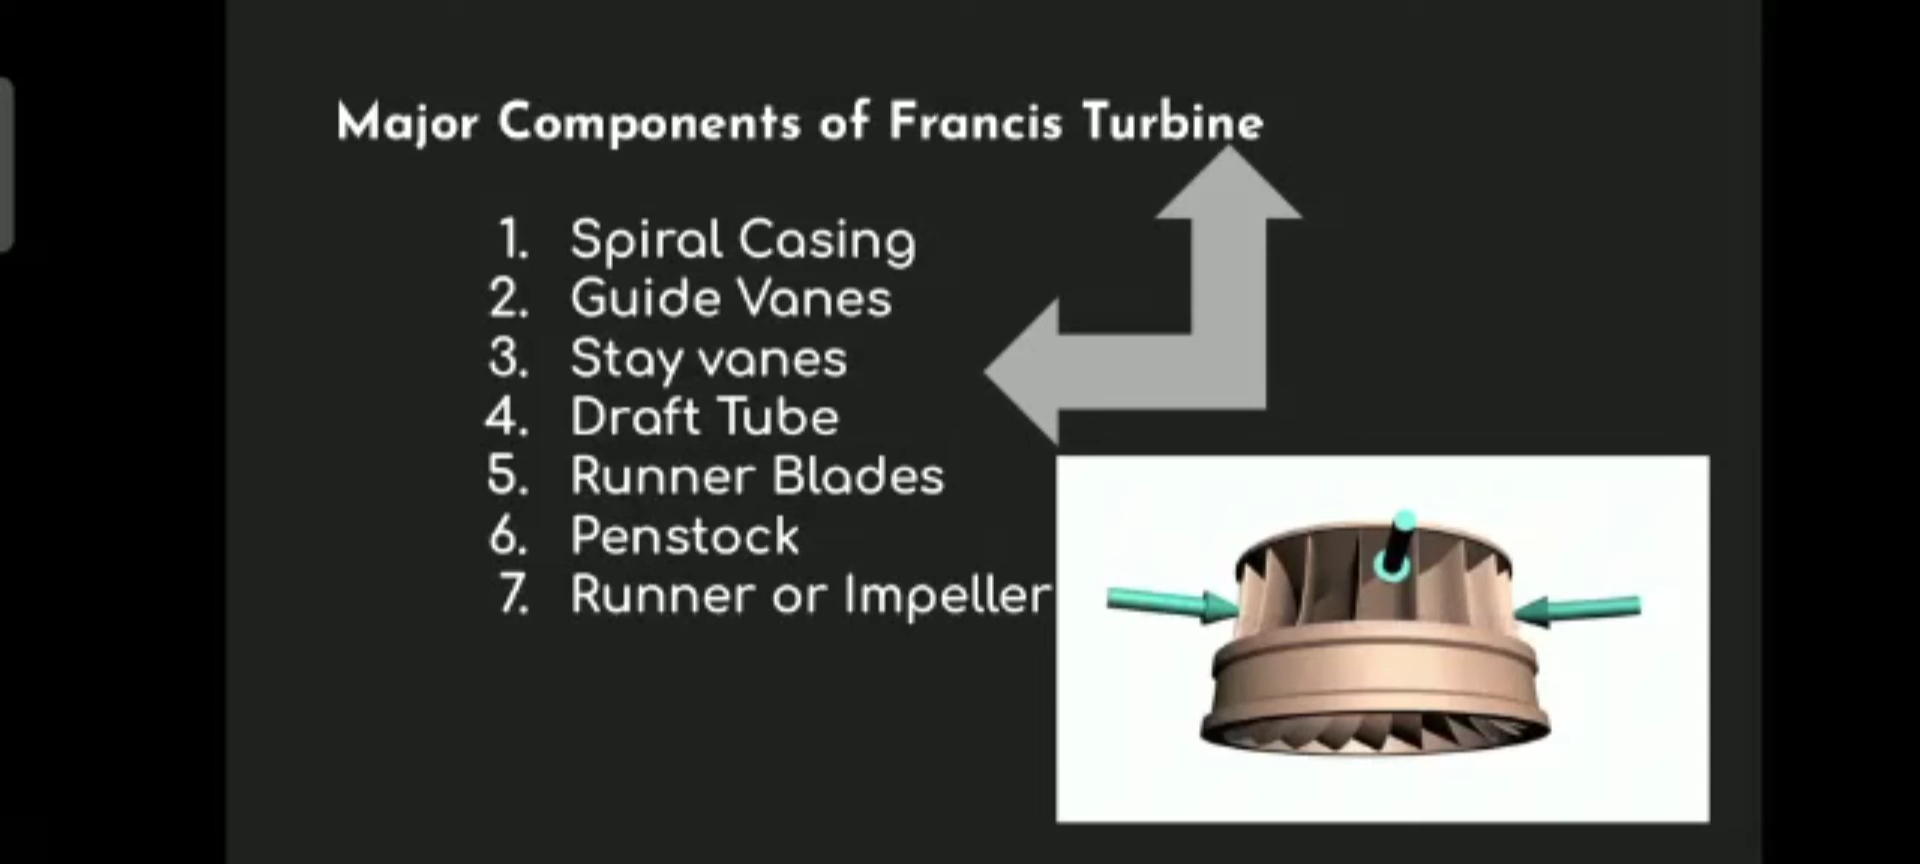 Major Components of Francis Turbine
1. Spiral Casing
2. Guide Vanes
3. Stay vanes
4. Draft Tube
5. Runner Blades
6. Penstock
7. Runner or Impeller